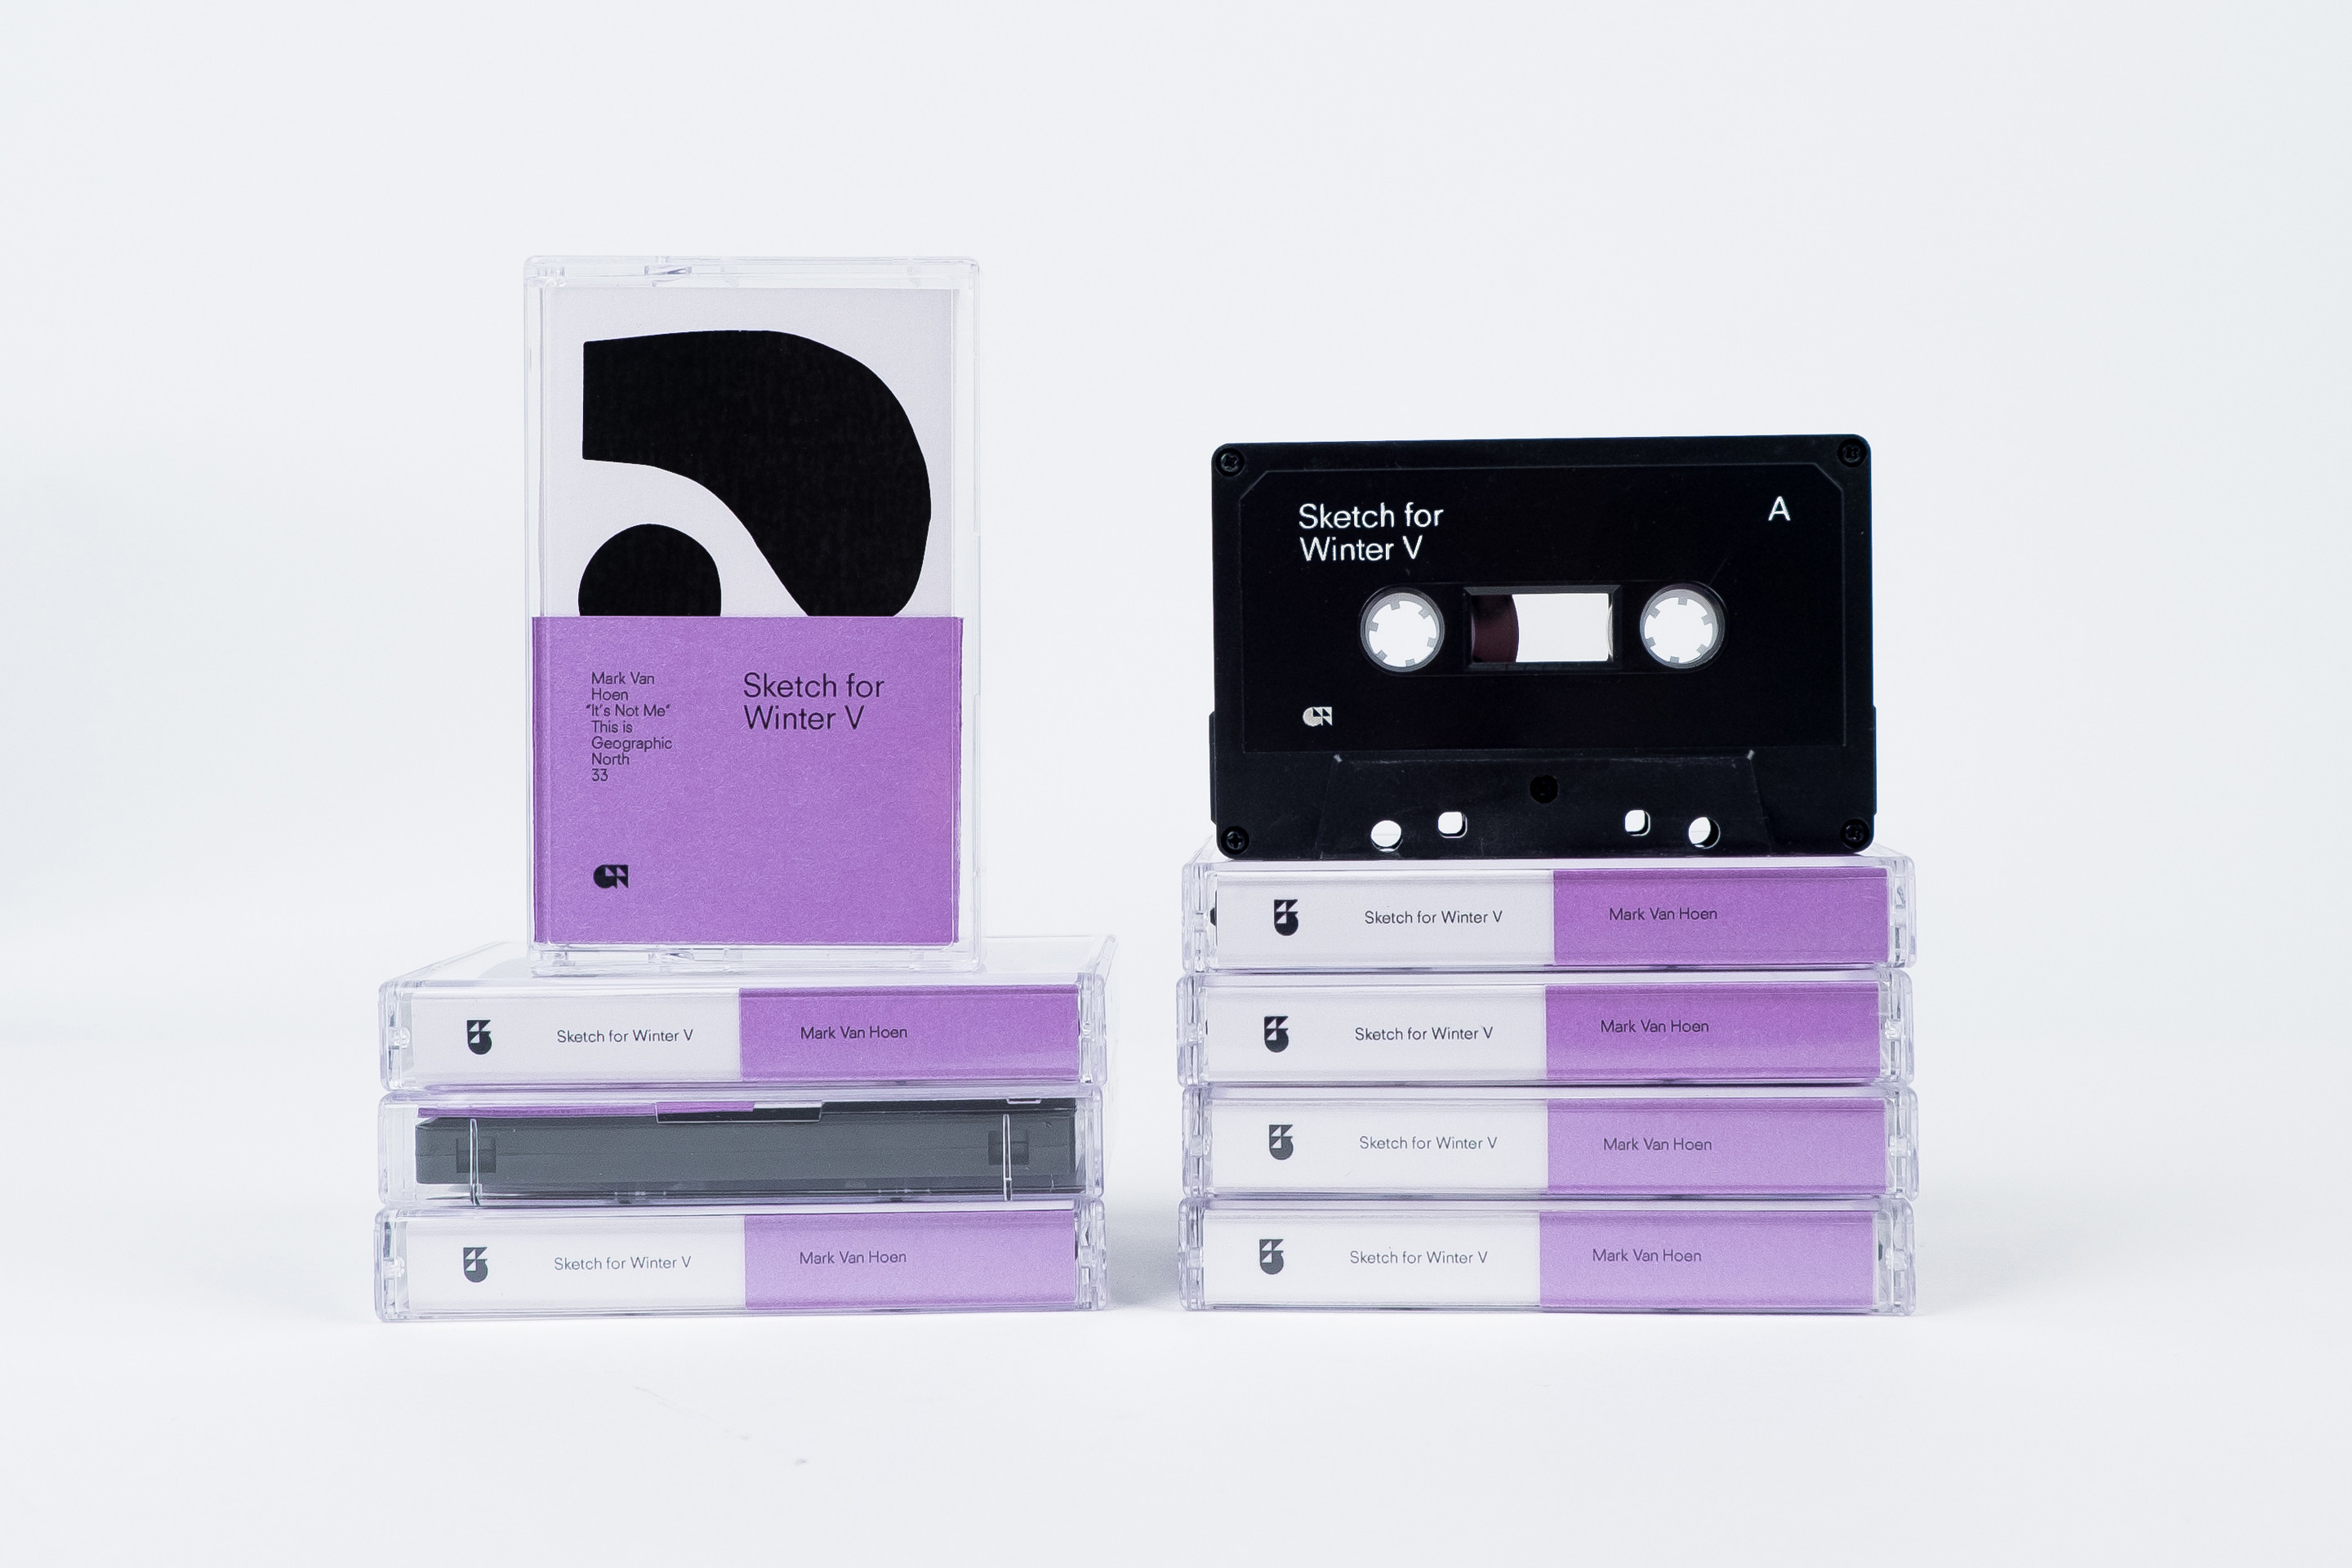 Mark Van
Hoen
"It's Not Me"
This is
Geographic
North
33
Sketch for
Winter V
Sketch for Winter V
Mark Van Hoen
Sketch for Winter V
Mark Van Hoen
Sketch for
Winter V
A
Sketch for Winter V
Mark Van Hoen
Sketch for Winter V
Mark Van Hoen
Sketch for Winter V
Mark Van Hoen
Sketch for Winter V
Mark Van Hoen